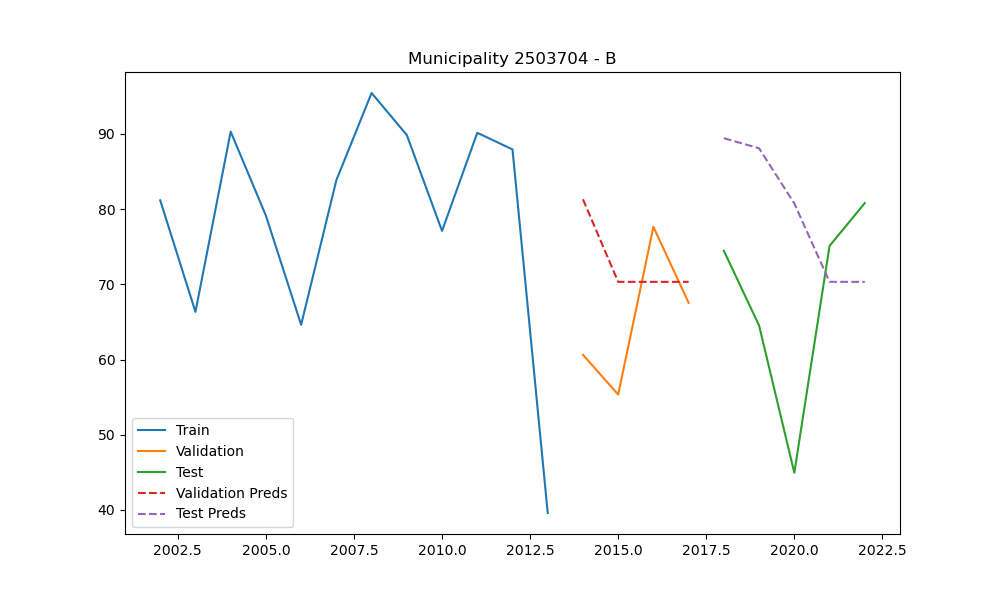 Municipality 2503704 - B
90
80
70
60
50
40
Train
Validation
Test
Validation Preds
Test Preds
2002.5 2005.0 2007.5 2010.0 2012.5 2015.0 2017.5 2020.0 2022.5